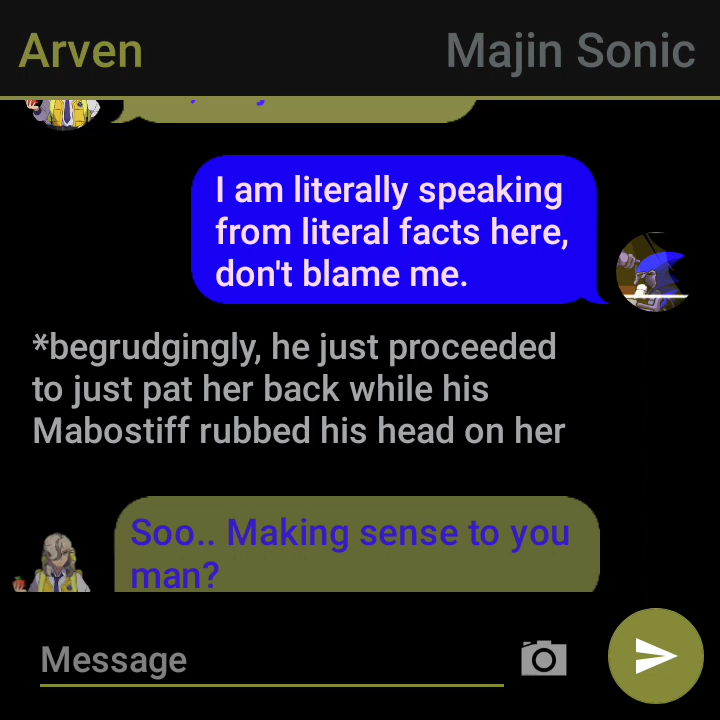 Arven
Majin Sonic
I am literally speaking
from literal facts here,
don't blame me.
*begrudgingly, he just proceeded
to just pat her back while his
Mabostiff rubbed his head on her
Soo.. Making sense to you
man?
Message